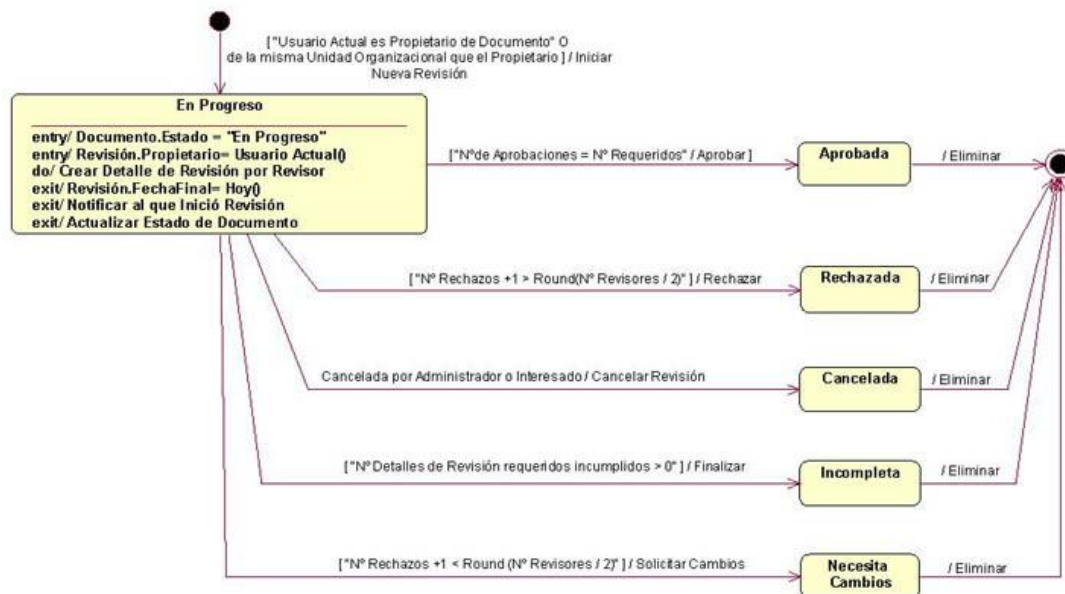 ["Usuario Actual es Propietario de Documento" O
de la misma Unidad Organizacional que el Propietario ] / Iniciar
Nueva Revisión
En Progreso
entry/ Documento.Estado = "En Progreso"
entry/ Revisión.Propietario= Usuario Actual()
do/ Crear Detalle de Revisión por Revisor
exit/ Revisión.FechaFinal= Hoy()
exit/ Notificar al que Inició Revisión
exit/ Actualizar Estado de Documento
["Nºde Aprobaciones = Nº Requeridos" / Aprobar ]
Aprobada
/ Eliminar
["Nº Rechazos +1 > Round(Nº Revisores / 2)" ] / Rechazar
Rechazada
/ Eliminar
Cancelada por Administrador o Interesado / Cancelar Revisión
Cancelada
/ Eliminar
["Nº Detalles de Revisión requeridos incumplidos > 0" ] / Finalizar
Incompleta
/ Eliminar
["Nº Rechazos +1 < Round (Nº Revisores / 2)" ] / Solicitar Cambios
Necesita
Cambios
/ Eliminar